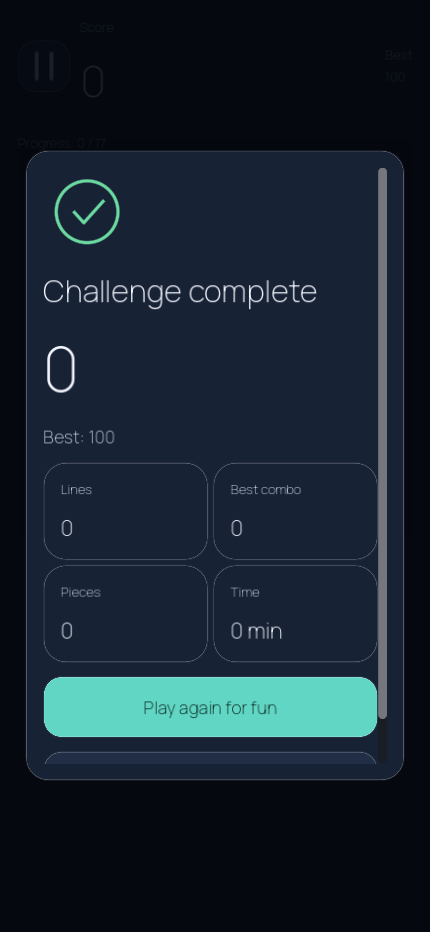 Score
0
Best
100
Progress: 0 / 17
Challenge complete
0
Best: 100
Lines
0
Best combo
0
Pieces
0
Time
0 min
Play again for fun